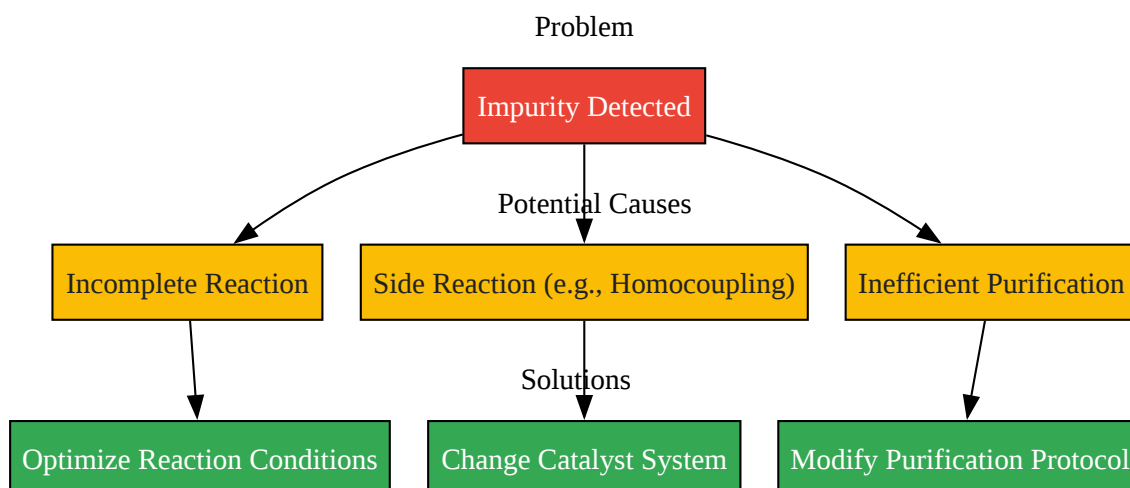 Problem
Impurity Detected
Potential Causes
Incomplete Reaction
Side Reaction (e.g., Homocoupling)
Inefficient Purification
Solutions
Optimize Reaction Conditions
Change Catalyst System
Modify Purification Protocol